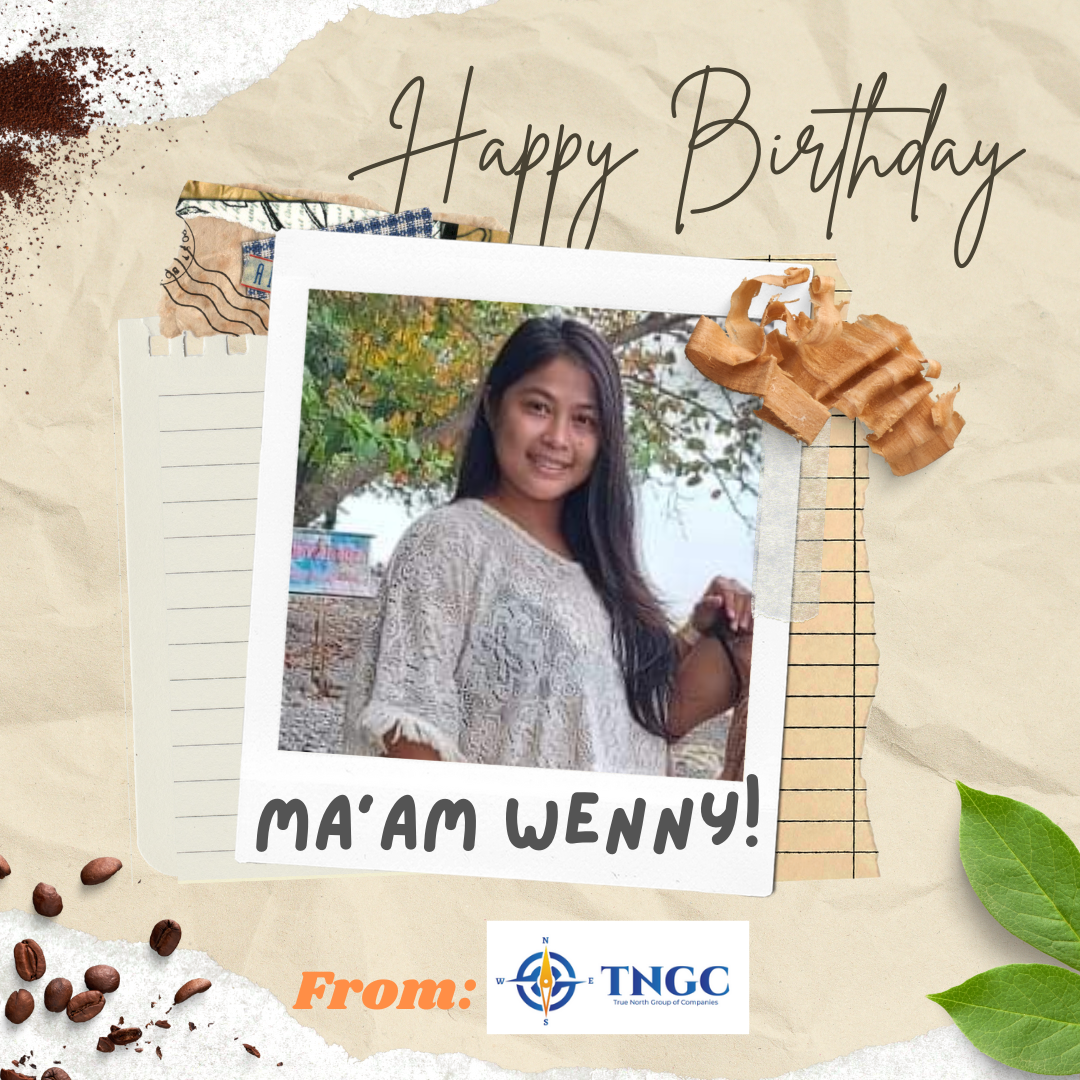 Happy Birthday
MA'AM WENNY!
From:
N
W
E
S
TNGC
True North Group of Companies